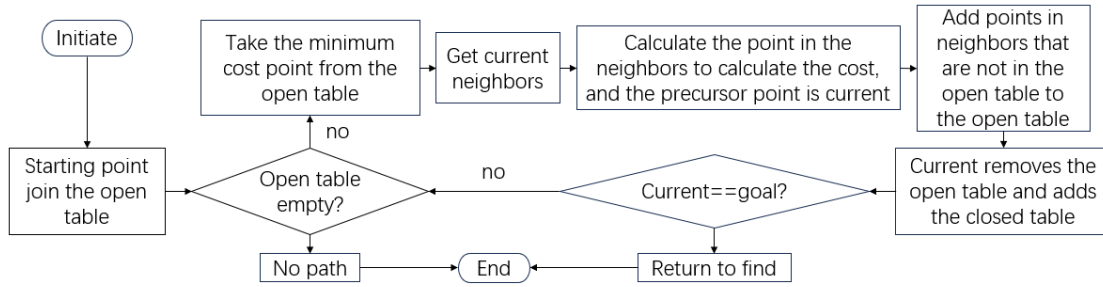 Initiate
Starting point
join the open
table
Open table
empty?
no
Take the minimum
cost point from the
open table
Get current
neighbors
Calculate the point in the
neighbors to calculate the cost,
and the precursor point is current
Add points in
neighbors that
are not in the
open table to
the open table
Current removes the
open table and adds
the closed table
Current==goal?
no
No path
End
Return to find